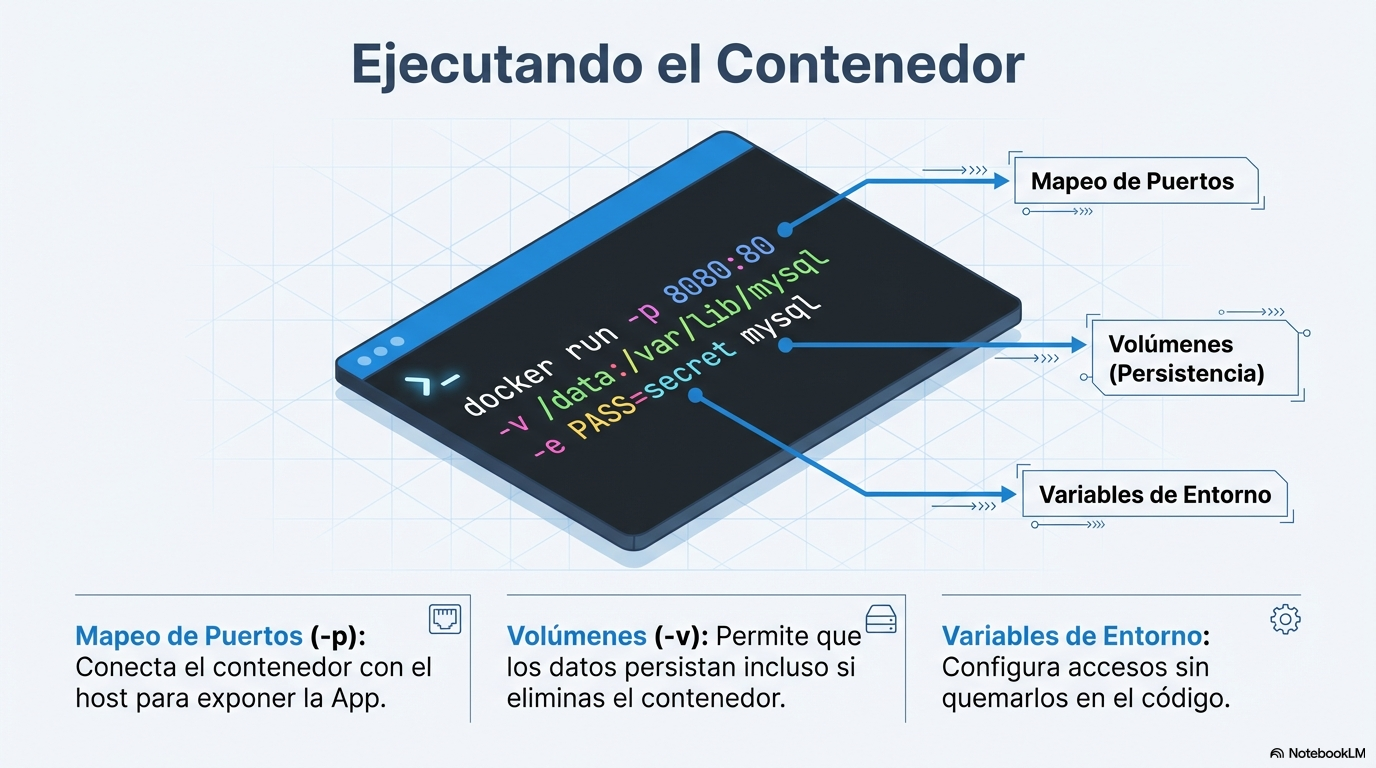 Ejecutando el Contenedor
docker run -p 8080:80
-v /data:/var/lib/mysql
-e PASS=secret mysql
Mapeo de Puertos
Volúmenes
(Persistencia)
Variables de Entorno
Mapeo de Puertos (-p):
Conecta el contenedor con el
host para exponer la App.
Volúmenes (-v): Permite que
los datos persistan incluso si
eliminas el contenedor.
Variables de Entorno:
Configura accesos sin
quemarlos en el código.
NotebookLM